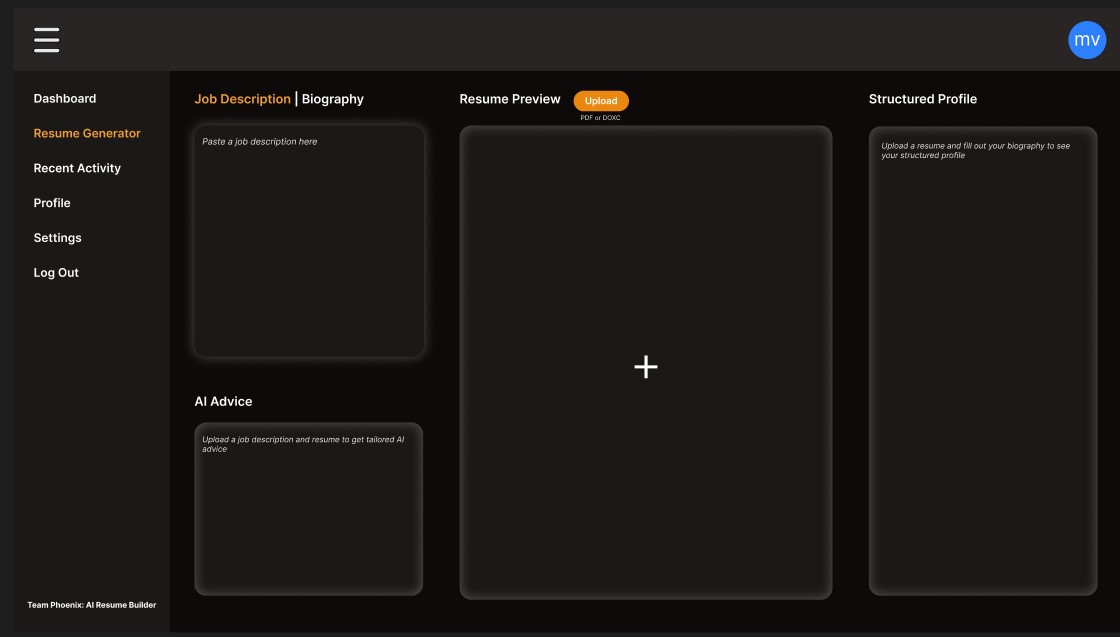 mv
Dashboard
Resume Generator
Recent Activity
Profile
Settings
Log Out
Team Phoenix: AI Resume Builder
Job Description | Biography
Paste a job description here
AI Advice
Upload a job description and resume to get tailored AI
advice
Resume Preview
Upload
PDF or DOXC
Structured Profile
Upload a resume and fill out your biography to see
your structured profile